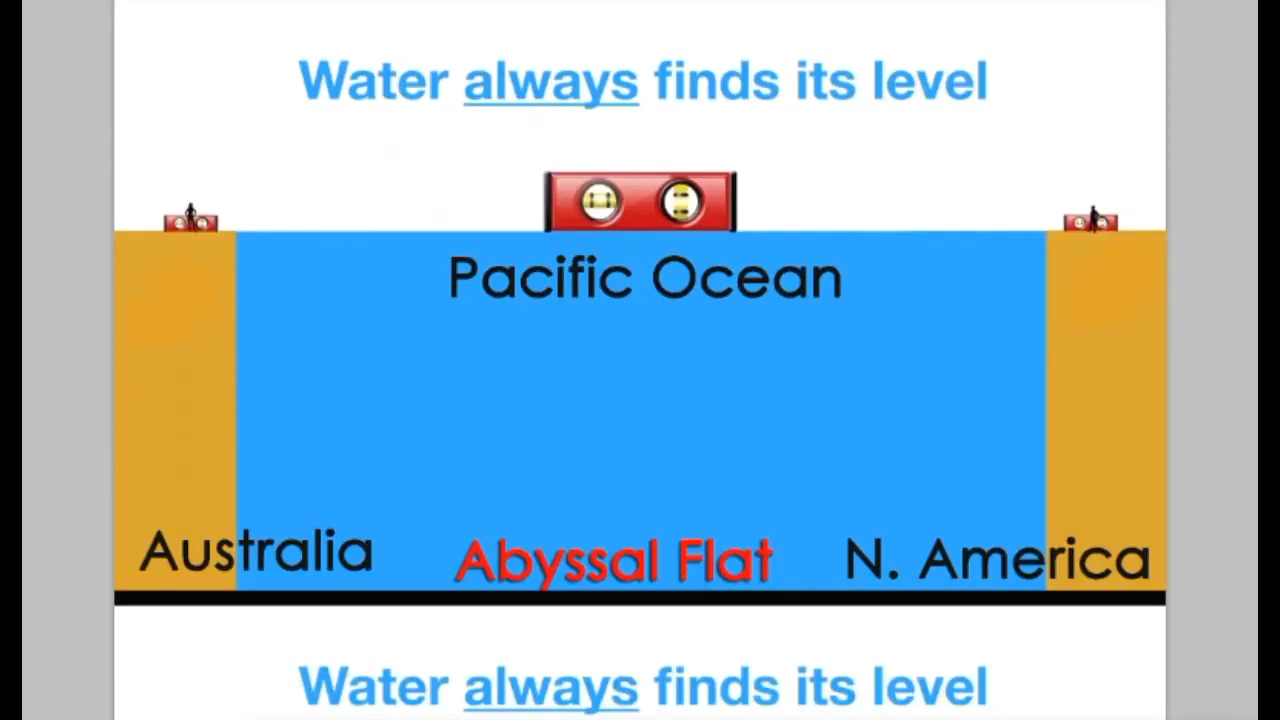 Water always finds its level
Pacific Ocean
Australia
Abyssal Flat
N. America
Water always finds its level